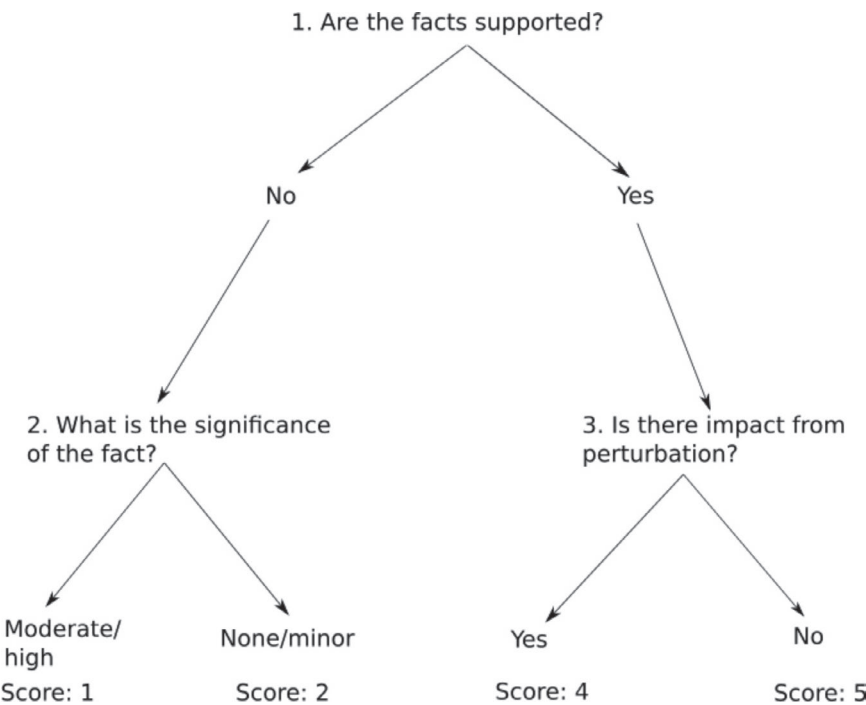 1. Are the facts supported?
No
Yes
2. What is the significance
of the fact?
3. Is there impact from
perturbation?
Moderate/
high
None/minor
Yes
No
Score: 1
Score: 2
Score: 4
Score: 5